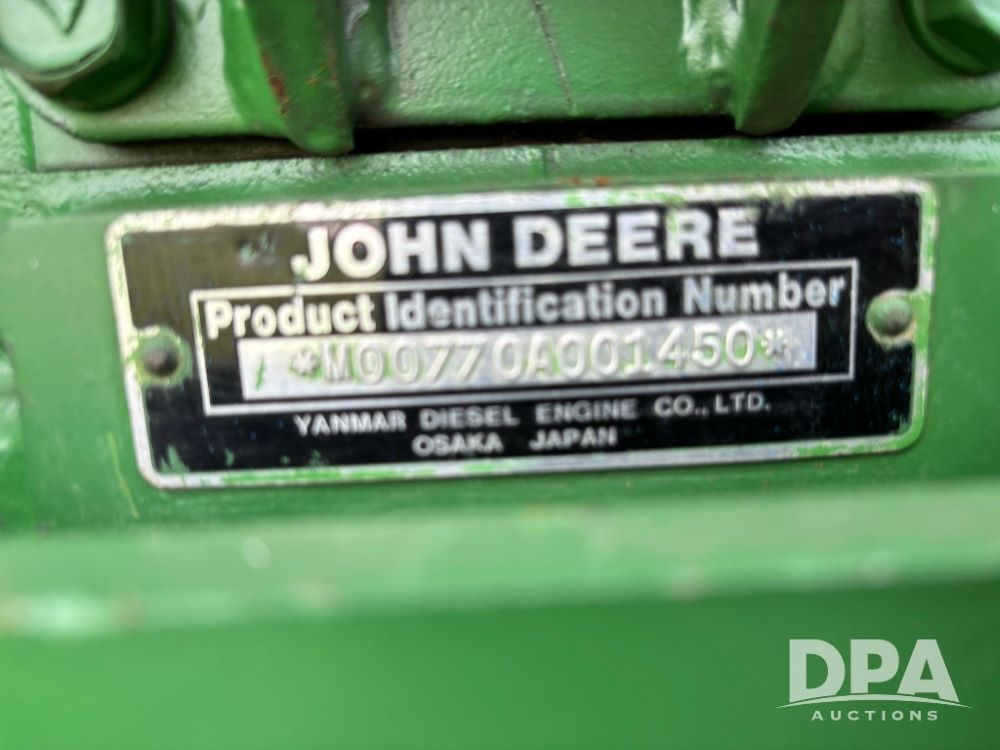 JOHN DEERE
Product Identification Number
*M00770A001450*
YANMAR DIESEL ENGINE CO., LTD.
OSAKA JAPAN
DPA
AUCTIONS